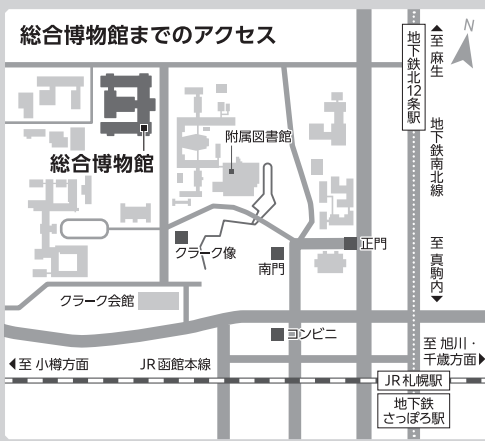 総合博物館までのアクセス
N
至 麻生
地下鉄北12条駅
地下鉄南北線
附属図書館
総合博物館
クラーク像
南門
正門
至 真駒内
クラーク会館
コンビニ
至 小樽方面
JR函館本線
至 旭川・
千歳方面
JR札幌駅
地下鉄
さっぽろ駅